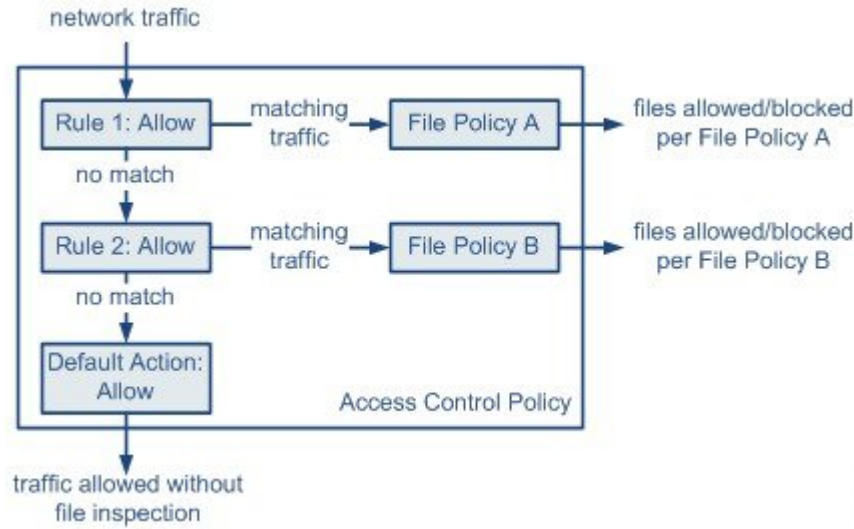 network traffic
Rule 1: Allow
matching
traffic
File Policy A
files allowed/blocked
per File Policy A
no match
Rule 2: Allow
matching
traffic
File Policy B
files allowed/blocked
per File Policy B
no match
Default Action:
Allow
Access Control Policy
traffic allowed without
file inspection